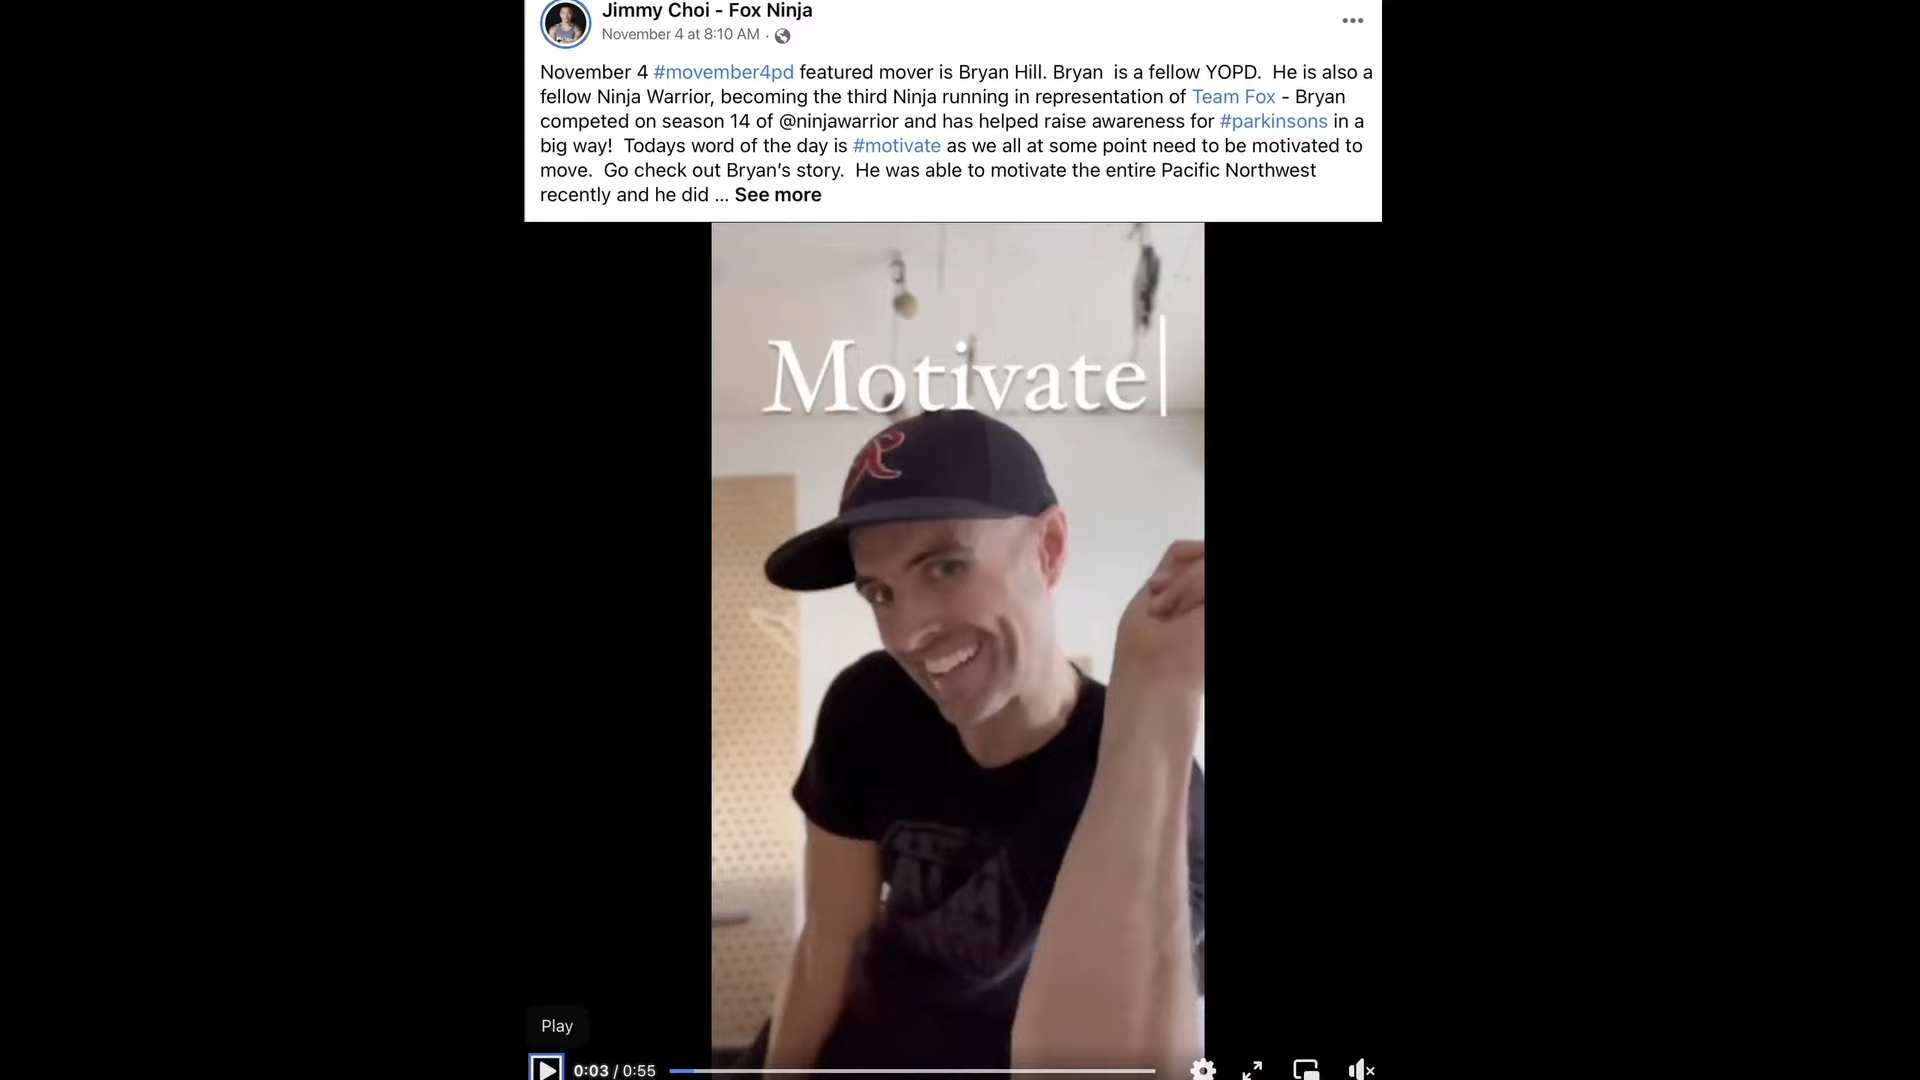 Jimmy Choi - Fox Ninja
November 4 at 8:10 AM ·
November 4 #movember4pd featured mover is Bryan Hill. Bryan is a fellow YOPD. He is also a
fellow Ninja Warrior, becoming the third Ninja running in representation of Team Fox - Bryan
competed on season 14 of @ninjawarrior and has helped raise awareness for #parkinsons in a
big way! Todays word of the day is #motivate as we all at some point need to be motivated to
move. Go check out Bryan’s story. He was able to motivate the entire Pacific Northwest
recently and he did ... See more
Motivate
Play
0:03 / 0:55